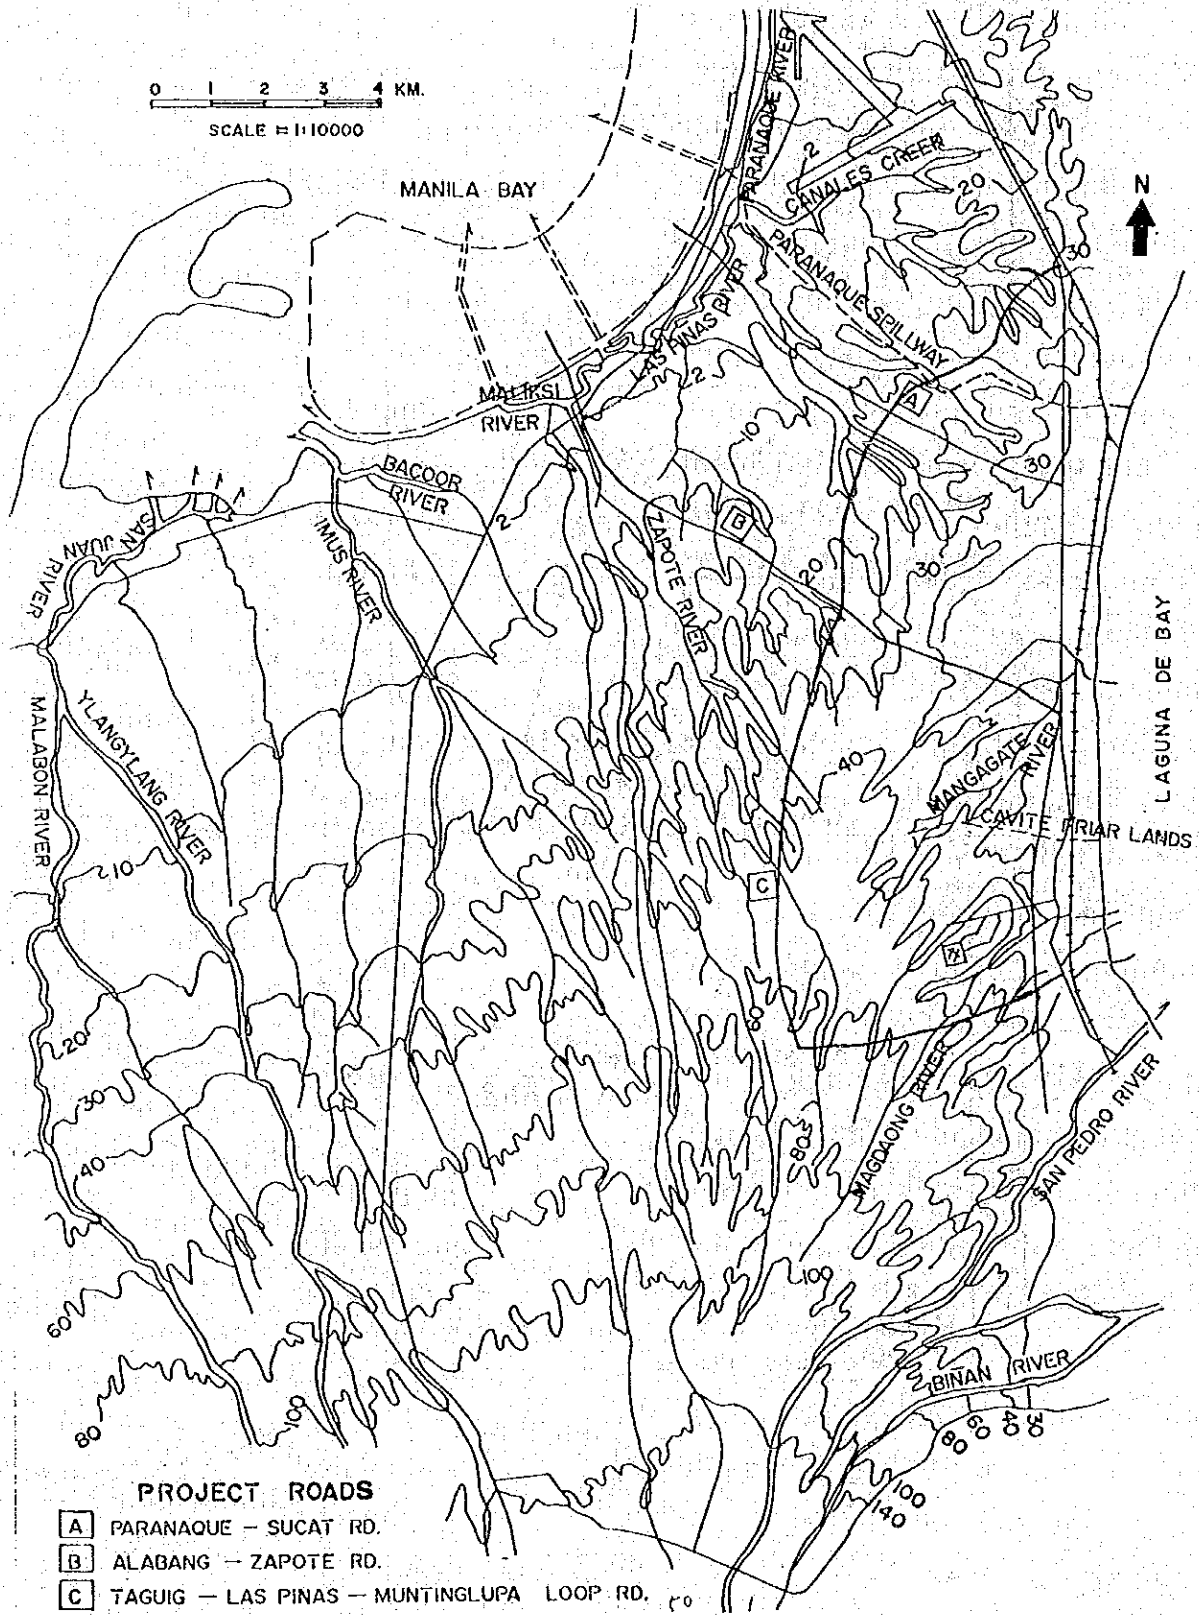 0 1 2 3 4 KM.
SCALE = 1:10000
MANILA BAY
PARANAQUE RIVER
2
CANALES CREEK
20
N
30
PARANAQUE SPILLWAY
LAS PINAS RIVER
2
A
MALIKSI
RIVER
10
30
BACOOR
RIVER
2
B
SAN JUAN
RIVER
IMUS RIVER
ZAPOTE RIVER
20
30
LAGUNA DE BAY
MALABON RIVER
YLANGYLANG RIVER
40
MANGAGATE
RIVER
CAVITE FRIAR LANDS
10
C
60
20
30
40
80
MAGDAONG RIVER
SAN PEDRO RIVER
100
60
80
100
BIÑAN RIVER
80
60
40
30
100
140
PROJECT ROADS
A PARANAQUE — SUCAT RD.
B ALABANG — ZAPOTE RD.
C TAGUIG — LAS PINAS — MUNTINGLUPA LOOP RD.